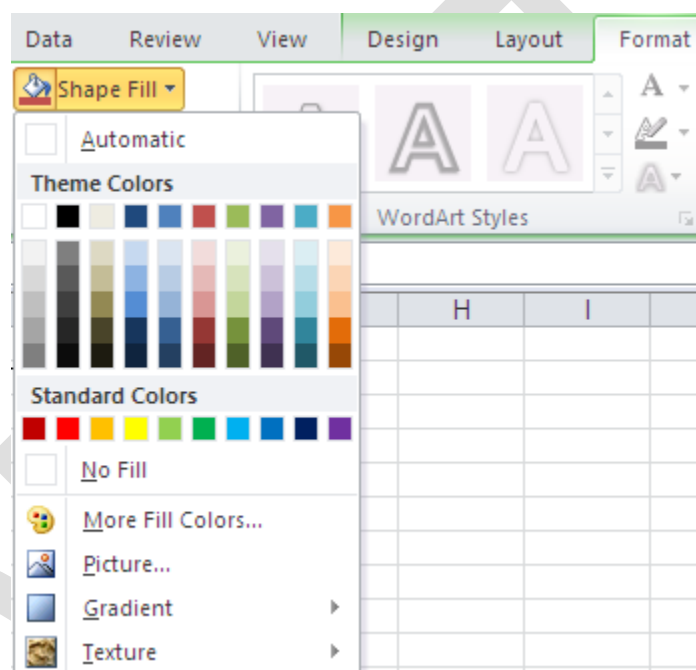 Data Review View Design Layout Format
Shape Fill
Automatic
Theme Colors
WordArt Styles
H I
Standard Colors
No Fill
More Fill Colors...
Picture...
Gradient
Texture